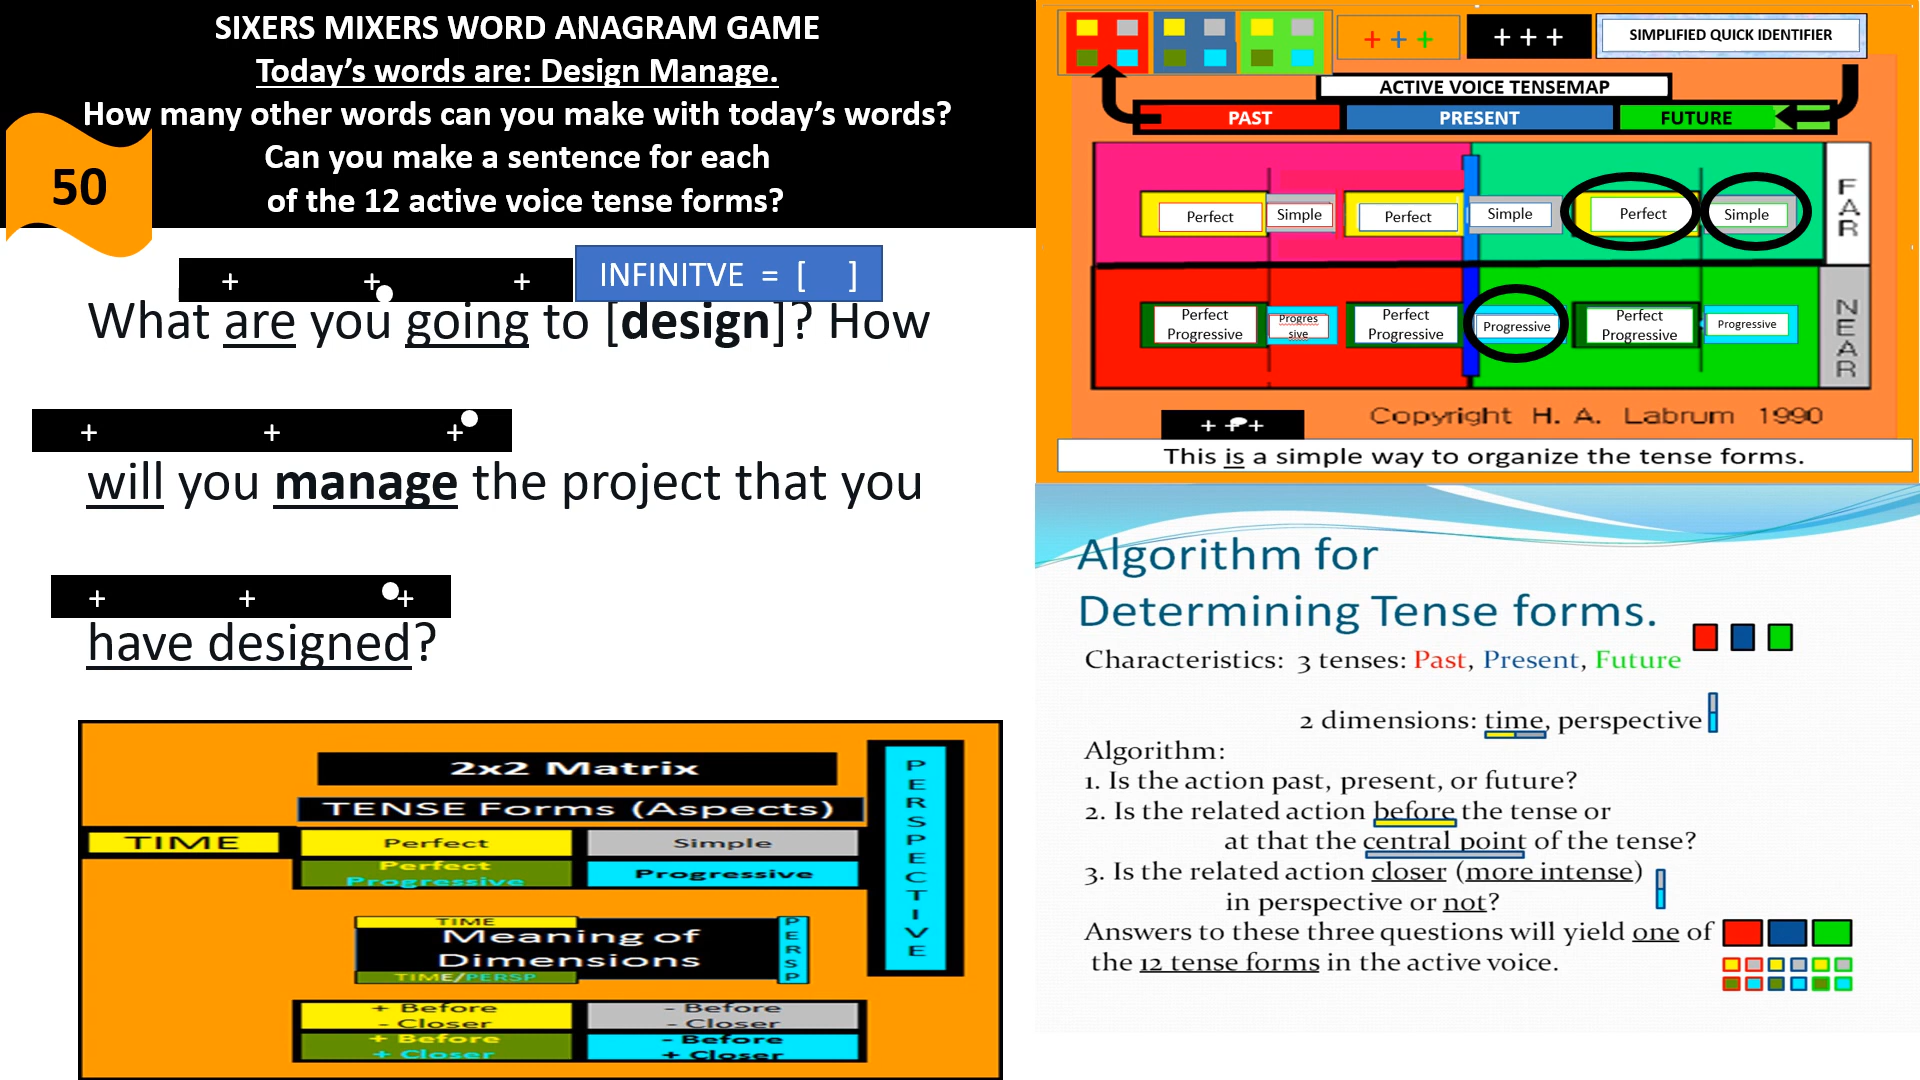 SIXERS MIXERS WORD ANAGRAM GAME
Today’s words are: Design Manage.
How many other words can you make with today’s words?
Can you make a sentence for each
of the 12 active voice tense forms?
50
+ + +
INFINITVE = [ ]
What are you going to [design]? How
+ + +
will you manage the project that you
+ + +
have designed?
2x2 Matrix
TENSE Forms (Aspects)
TIME
Perfect
Simple
Perfect
Progressive
Progressive
PERSPECTIVE
TIME
Meaning of
Dimensions
TIME/PERSP
PERSP
+ Before
- Closer
- Before
- Closer
+ Before
+ Closer
- Before
+ Closer
+ + +
+ + +
SIMPLIFIED QUICK IDENTIFIER
ACTIVE VOICE TENSEMAP
PAST
PRESENT
FUTURE
Perfect
Simple
Perfect
Simple
Perfect
Simple
FAR
Perfect
Progressive
Progres
sive
Perfect
Progressive
Progressive
Perfect
Progressive
Progressive
NEAR
Copyright H. A. Labrum 1990
+ + +
This is a simple way to organize the tense forms.
Algorithm for
Determining Tense forms.
Characteristics: 3 tenses: Past, Present, Future
2 dimensions: time, perspective
Algorithm:
1. Is the action past, present, or future?
2. Is the related action before the tense or
at that the central point of the tense?
3. Is the related action closer (more intense)
in perspective or not?
Answers to these three questions will yield one of
the 12 tense forms in the active voice.